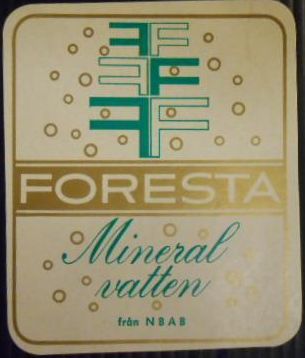 FORESTA
Mineral
vatten
från NBAB